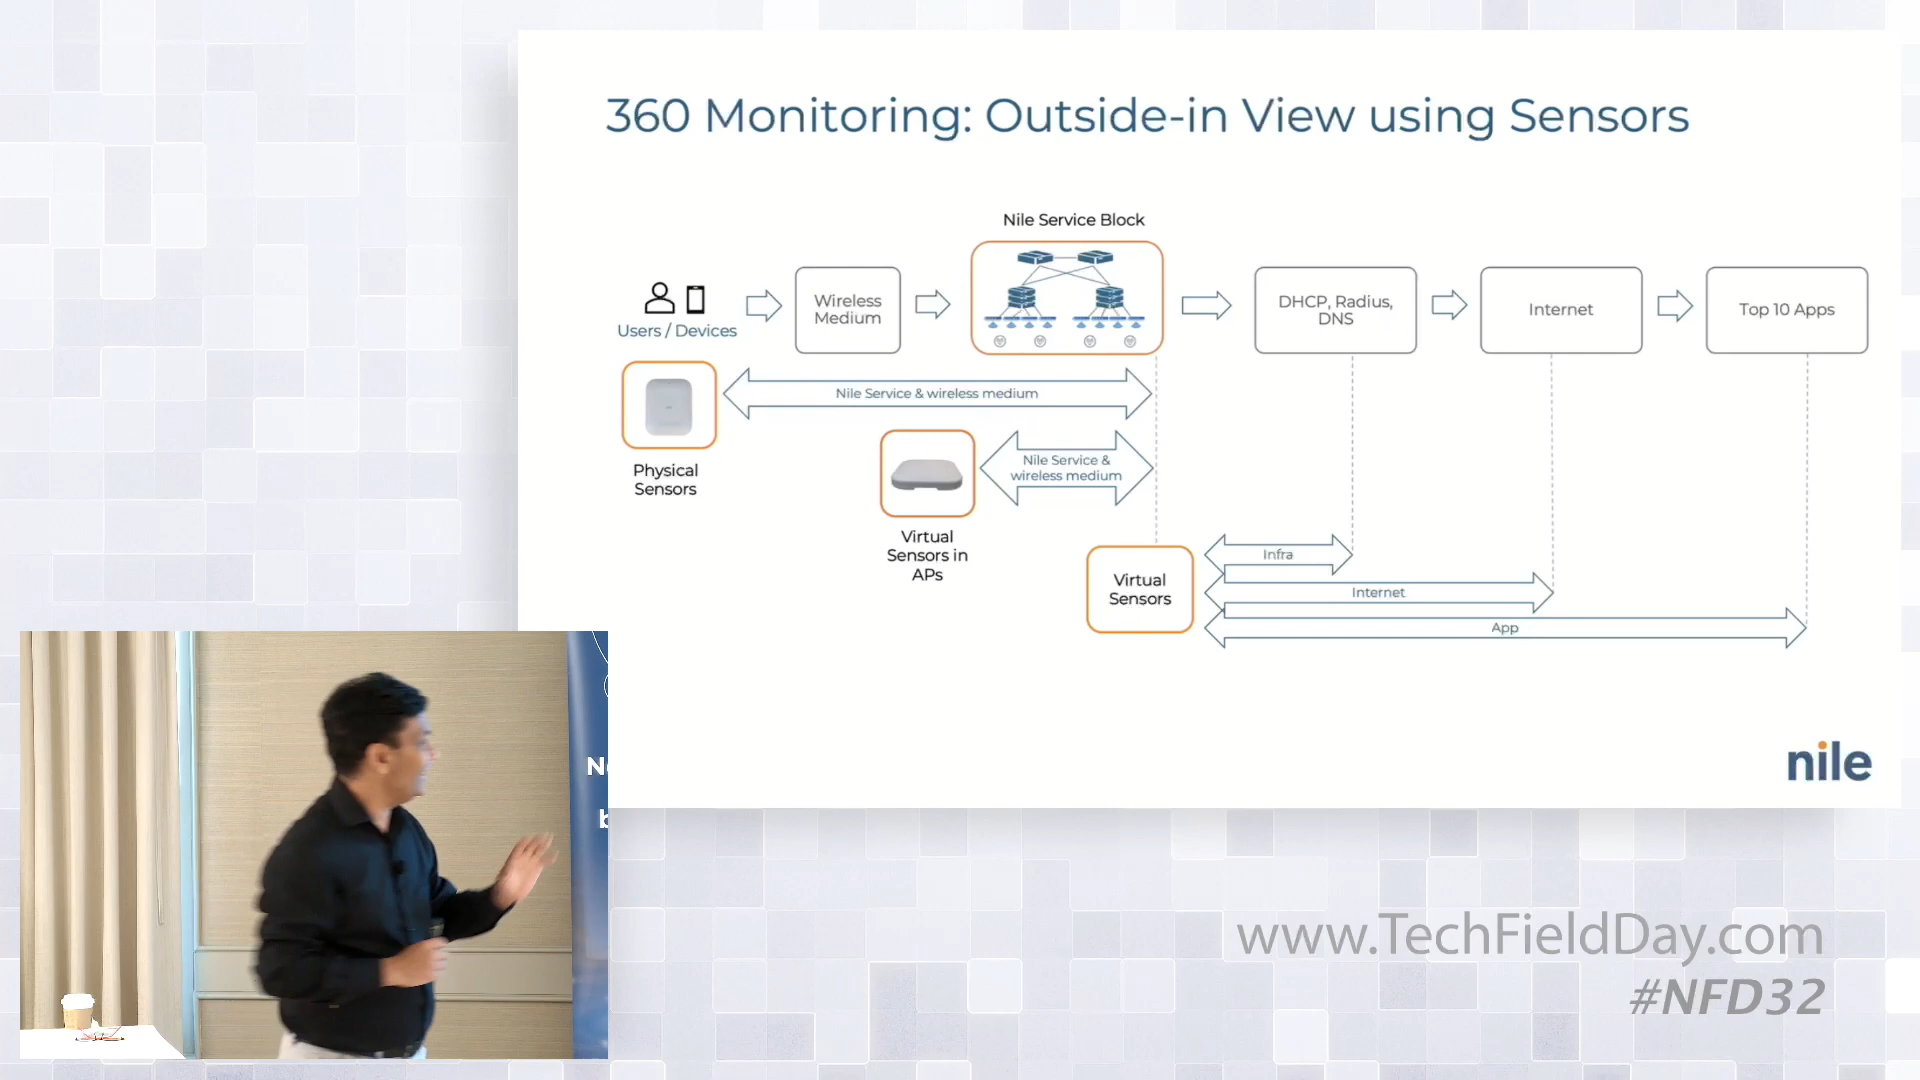 360 Monitoring: Outside-in View using Sensors
Nile Service Block
Users / Devices
Wireless
Medium
DHCP, Radius,
DNS
Internet
Top 10 Apps
Nile Service & wireless medium
Physical
Sensors
Nile Service &
wireless medium
Virtual
Sensors in
APs
Virtual
Sensors
Infra
Internet
App
nile
www.TechFieldDay.com
#NFD32